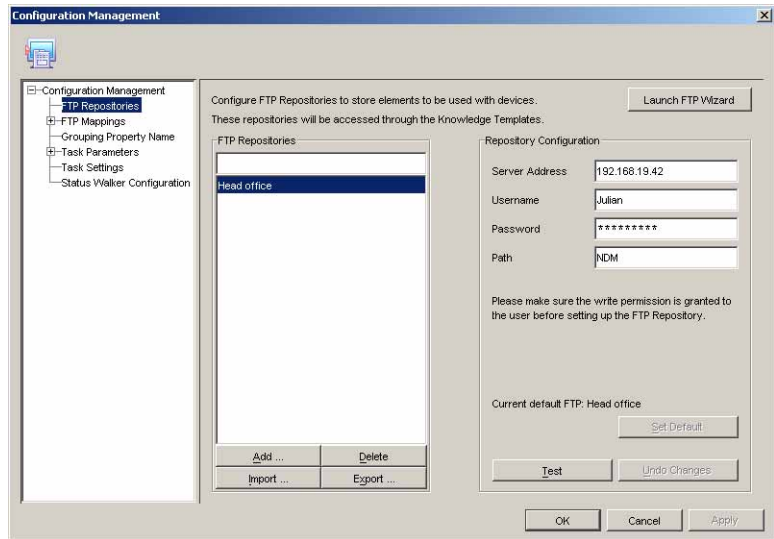 Configuration Management
Configuration Management
FTP Repositories
FTP Mappings
Grouping Property Name
Task Parameters
Task Settings
Status Walker Configuration
Configure FTP Repositories to store elements to be used with devices.
These repositories will be accessed through the Knowledge Templates.
Launch FTP Wizard
FTP Repositories
Head office
Add ...
Delete
Import ...
Export ...
Repository Configuration
Server Address 192.168.19.42
Username Julian
Password *********
Path NDM
Please make sure the write permission is granted to
the user before setting up the FTP Repository.
Current default FTP: Head office
Set Default
Test
Undo Changes
OK
Cancel
Apply